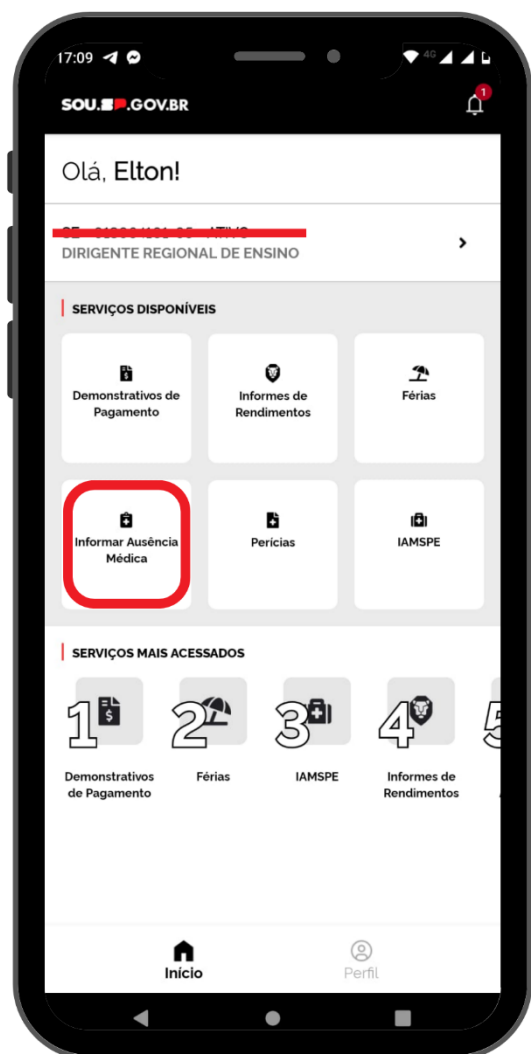 17:09
4G
SOU.SP.GOV.BR
1
Olá, Elton!
DIRIGENTE REGIONAL DE ENSINO
SERVIÇOS DISPONÍVEIS
Demonstrativos de
Pagamento
Informes de
Rendimentos
Férias
Informar Ausência
Médica
Perícias
IAMSPE
SERVIÇOS MAIS ACESSADOS
1
2
3
4
5
Demonstrativos
de Pagamento
Férias
IAMSPE
Informes de
Rendimentos
Início
Perfil